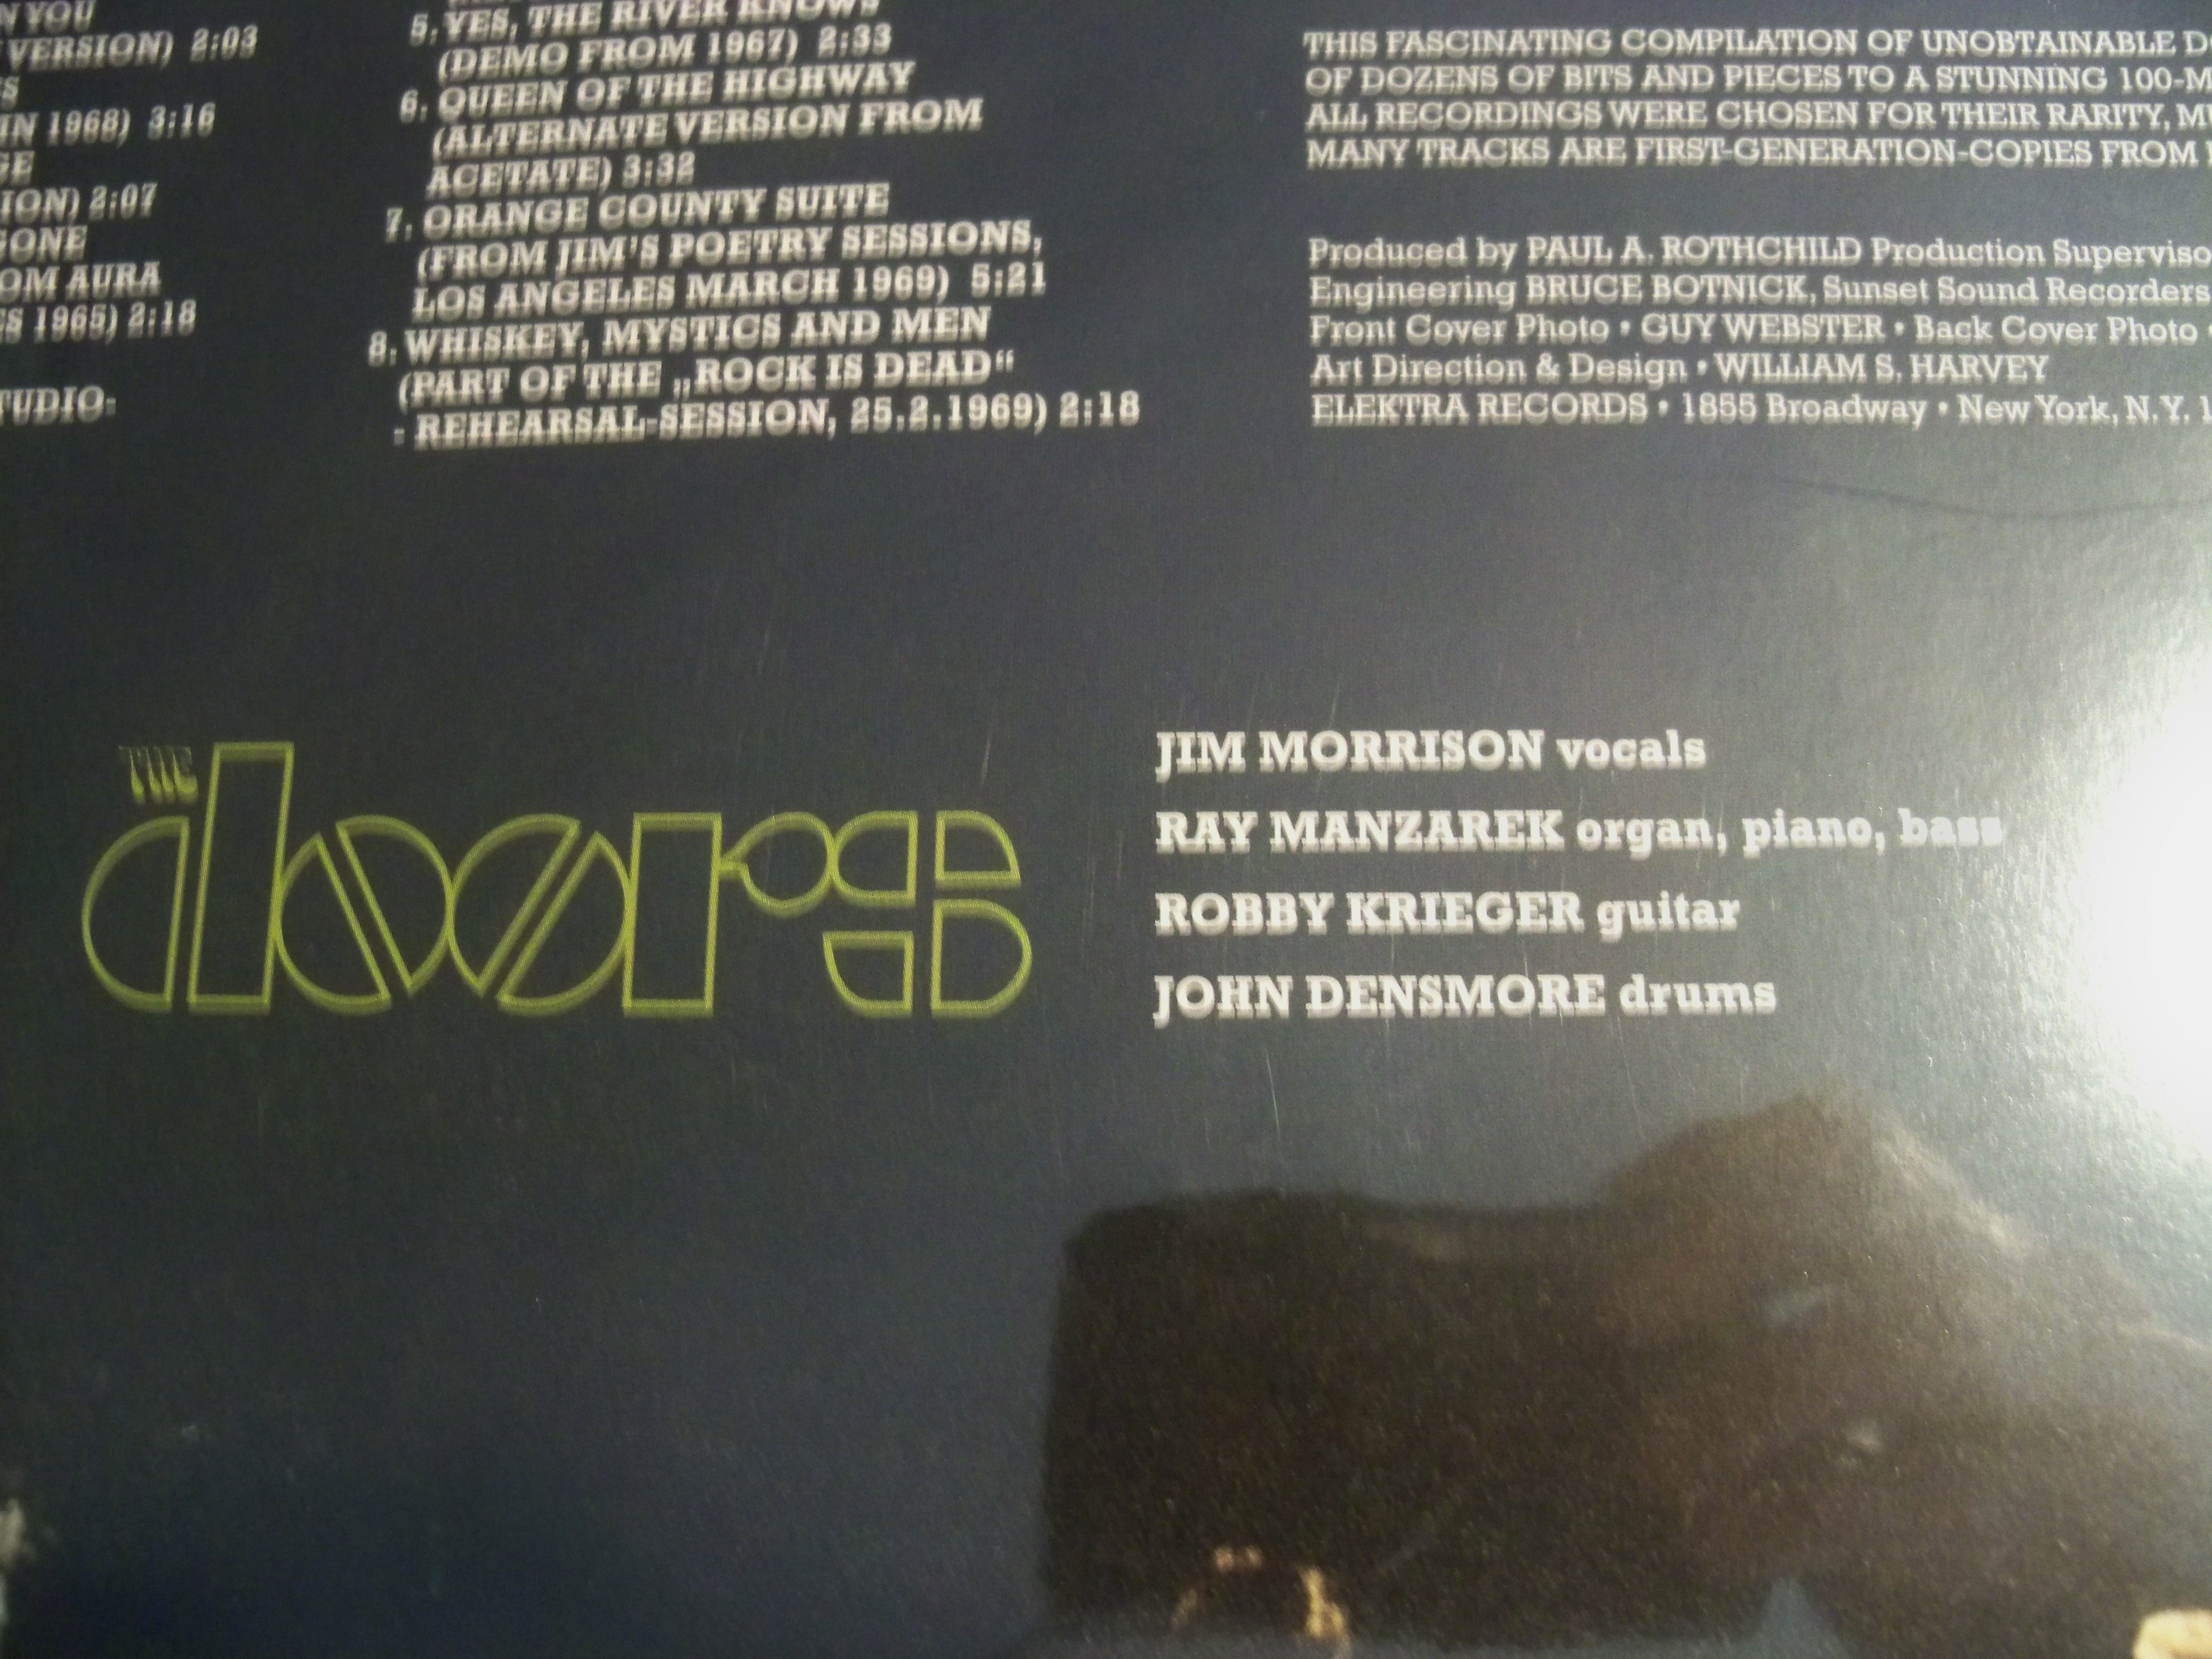 N YOU
VERSION) 2:03
S
IN 1968) 3:16
GE
ION) 2:07
GONE
OM AURA
S 1965) 2:18
TUDIO-
5. YES, THE RIVER KNOWS
(DEMO FROM 1967) 2:33
6. QUEEN OF THE HIGHWAY
(ALTERNATE VERSION FROM
ACETATE) 3:32
7. ORANGE COUNTY SUITE
(FROM JIM'S POETRY SESSIONS,
LOS ANGELES MARCH 1969) 5:21
8. WHISKEY, MYSTICS AND MEN
(PART OF THE „ROCK IS DEAD“
- REHEARSAL-SESSION, 25.2.1969) 2:18
THIS FASCINATING COMPILATION OF UNOBTAINABLE D
OF DOZENS OF BITS AND PIECES TO A STUNNING 100-M
ALL RECORDINGS WERE CHOSEN FOR THEIR RARITY, M
MANY TRACKS ARE FIRST-GENERATION-COPIES FROM
Produced by PAUL A. ROTHCHILD Production Superviso
Engineering BRUCE BOTNICK, Sunset Sound Recorders
Front Cover Photo • GUY WEBSTER • Back Cover Photo
Art Direction & Design • WILLIAM S. HARVEY
ELEKTRA RECORDS • 1855 Broadway • New York, N.Y.
THE
doors
JIM MORRISON vocals
RAY MANZAREK organ, piano, bass
ROBBY KRIEGER guitar
JOHN DENSMORE drums